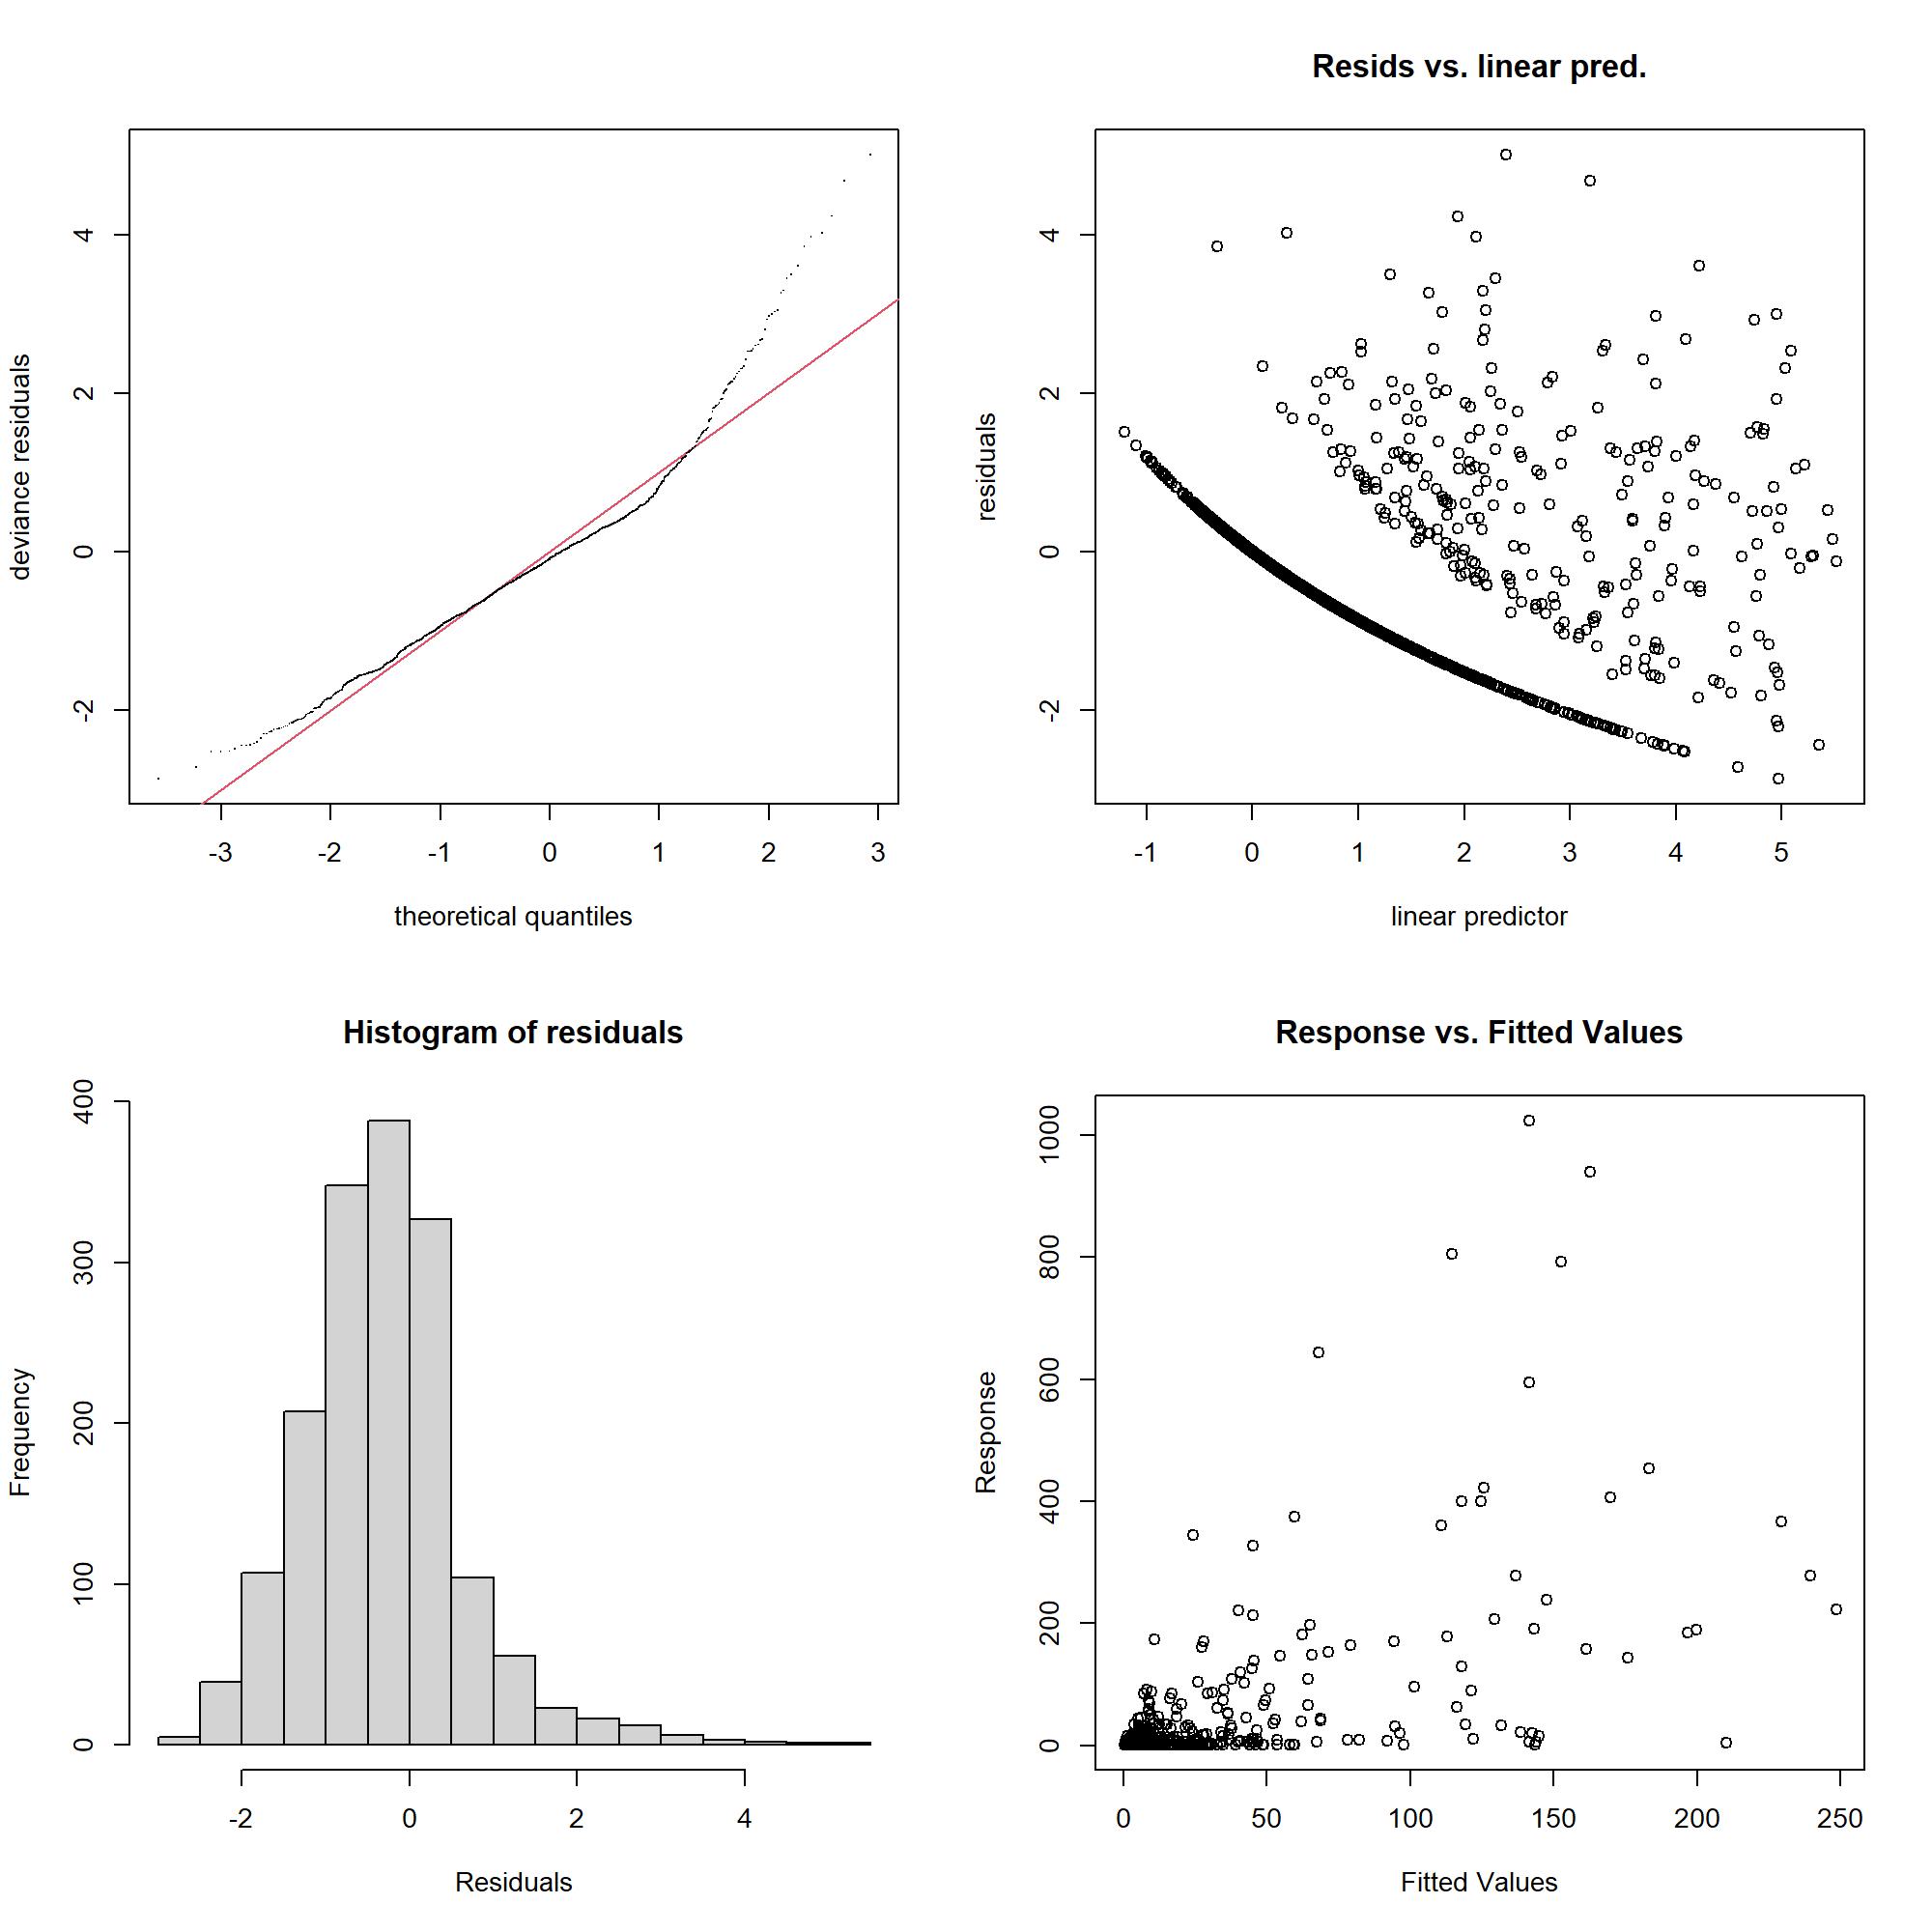 deviance residuals
4
2
0
-2
-3 -2 -1 0 1 2 3
theoretical quantiles
Resids vs. linear pred.
residuals
4
2
0
-2
-1 0 1 2 3 4 5
linear predictor
Histogram of residuals
Frequency
400
300
200
100
0
-2 0 2 4
Residuals
Response vs. Fitted Values
Response
1000
800
600
400
200
0
0 50 100 150 200 250
Fitted Values